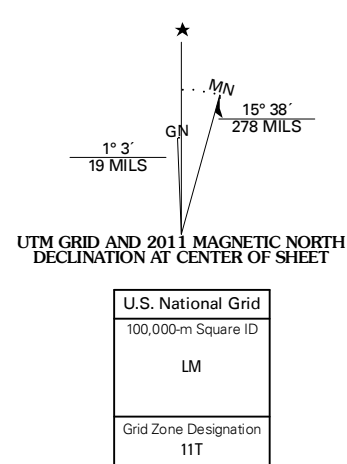 MN
15° 38´
278 MILS
GN
1° 3´
19 MILS
UTM GRID AND 2011 MAGNETIC NORTH
DECLINATION AT CENTER OF SHEET
U.S. National Grid
100,000-m Square ID
LM
Grid Zone Designation
11T